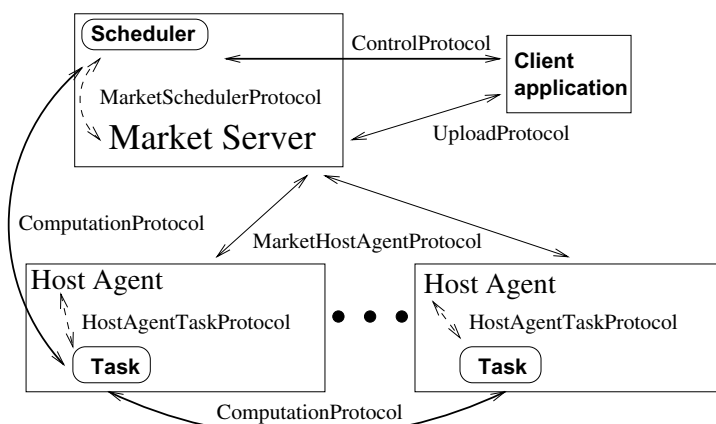 Scheduler
ControlProtocol
Client
application
MarketSchedulerProtocol
Market Server
UploadProtocol
ComputationProtocol
MarketHostAgentProtocol
Host Agent
Host Agent
HostAgentTaskProtocol
HostAgentTaskProtocol
Task
Task
ComputationProtocol